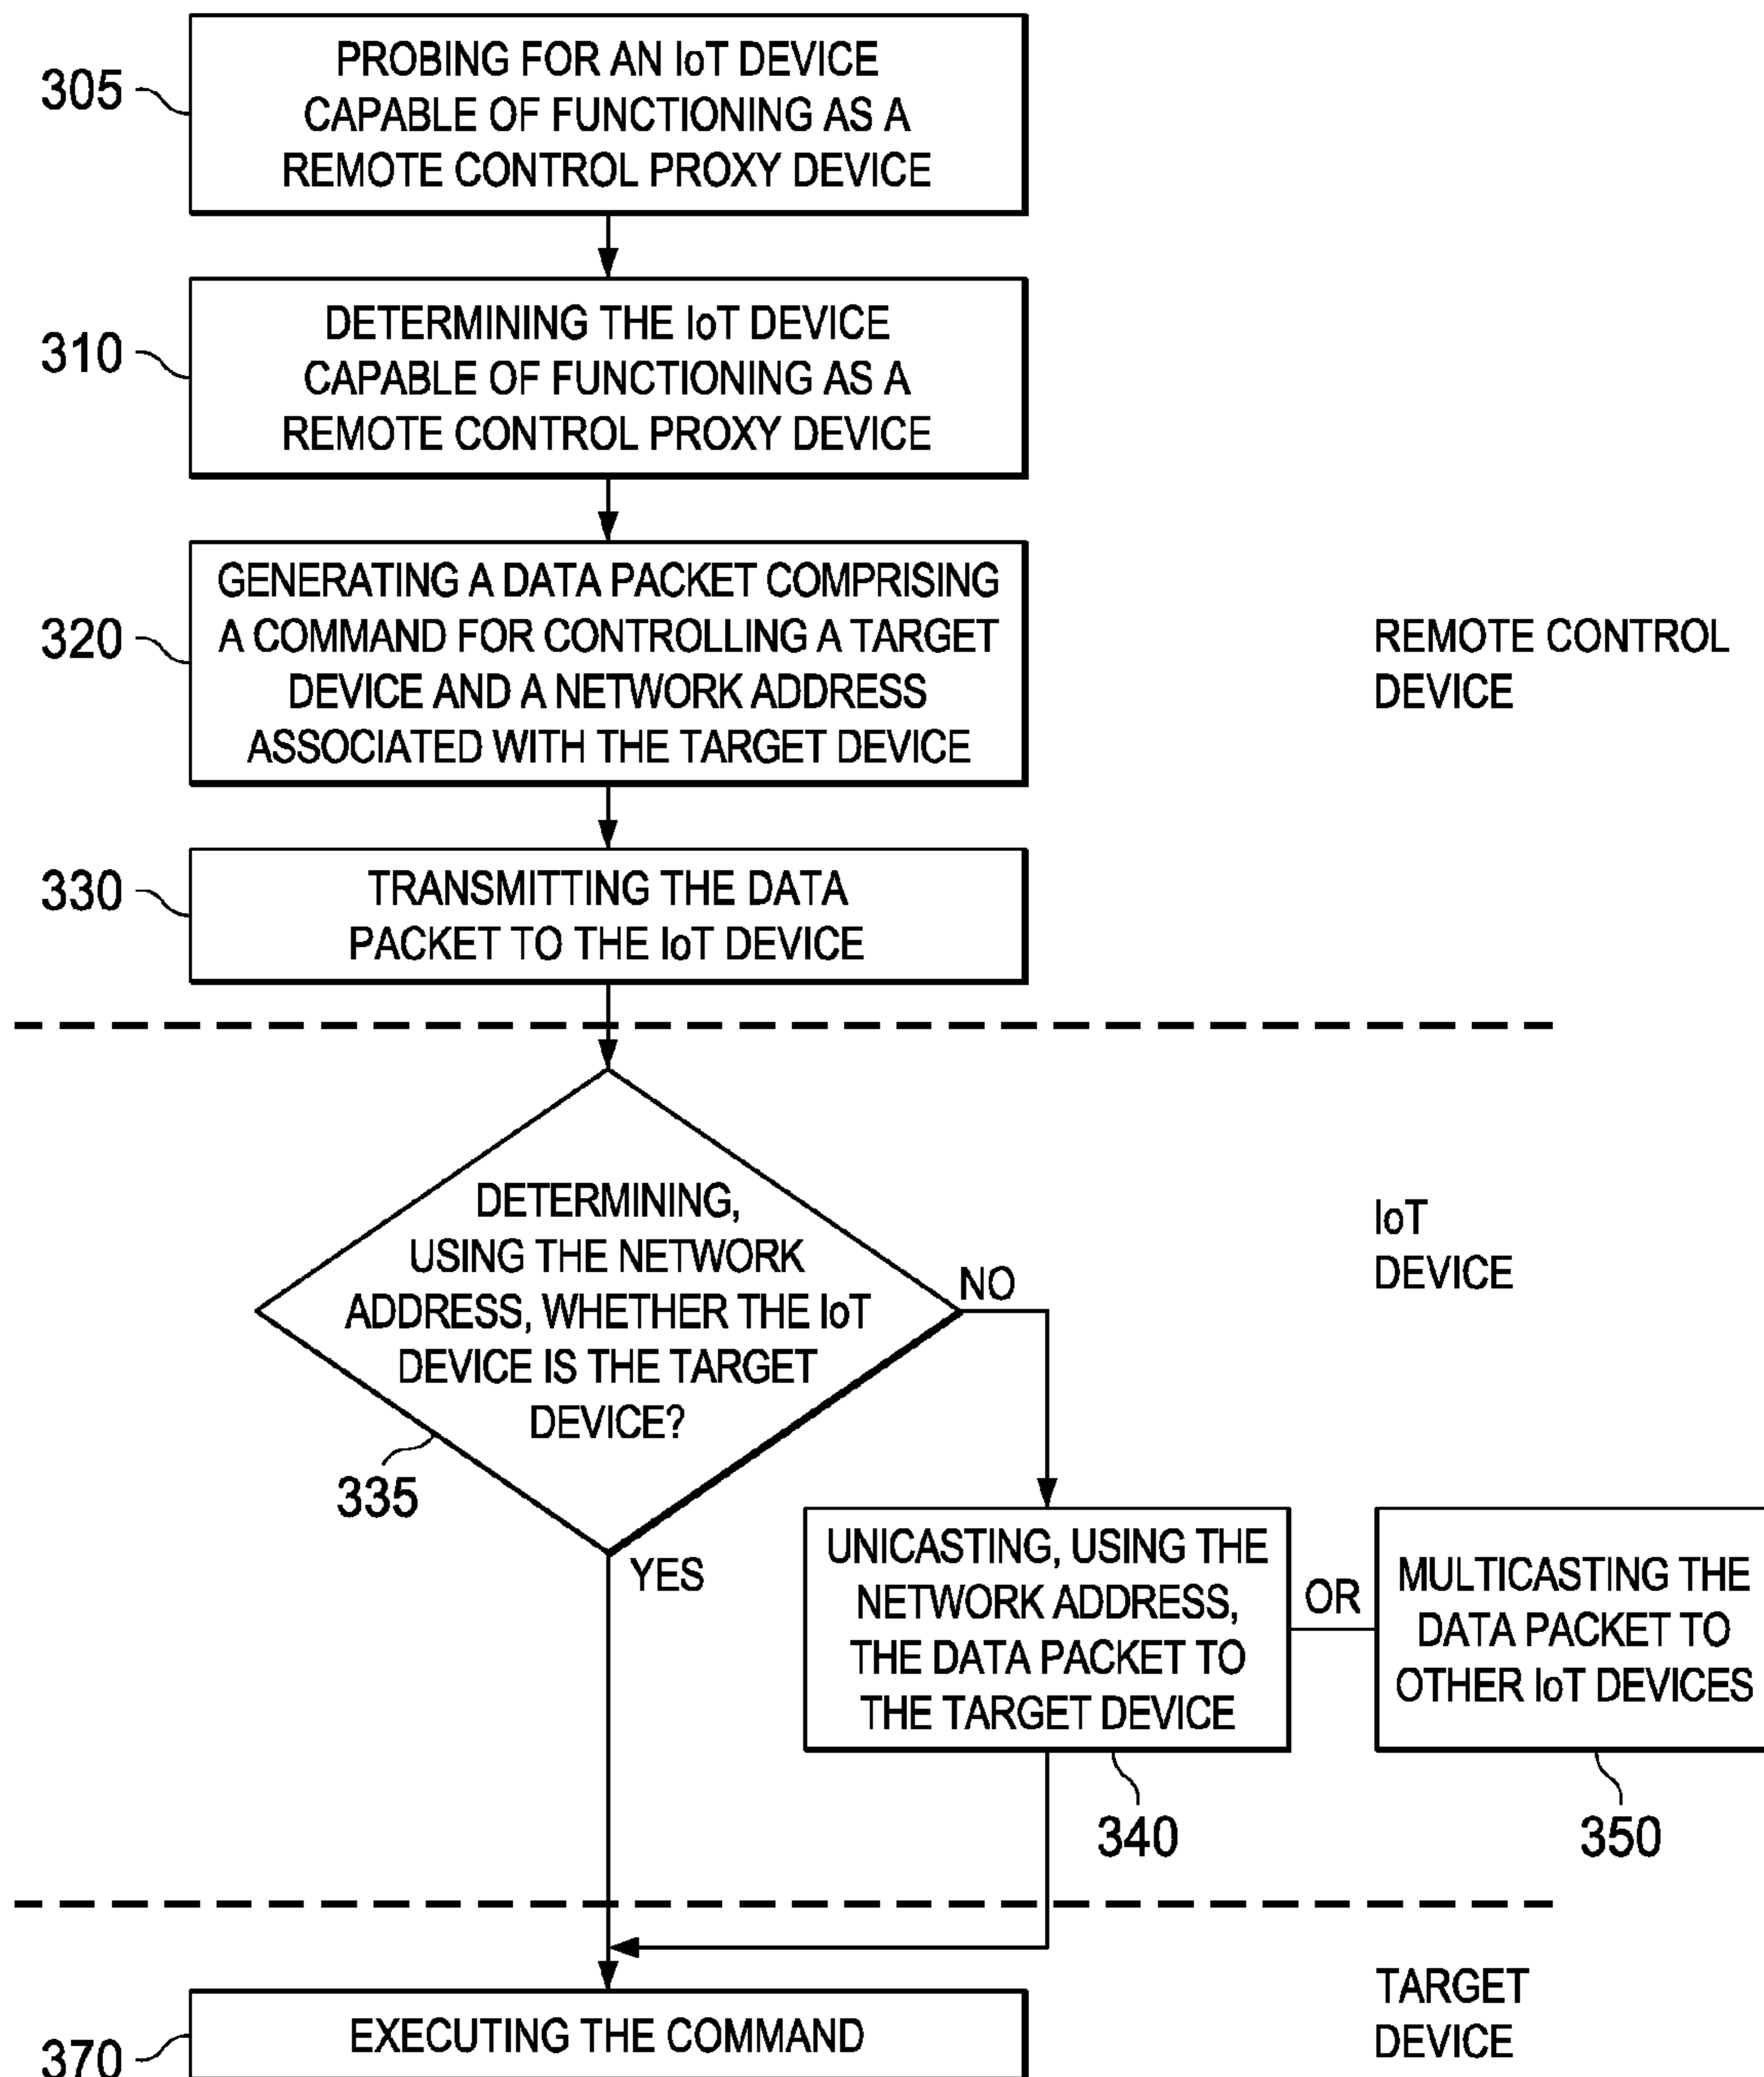 305
PROBING FOR AN IoT DEVICE
CAPABLE OF FUNCTIONING AS A
REMOTE CONTROL PROXY DEVICE
310
DETERMINING THE IoT DEVICE
CAPABLE OF FUNCTIONING AS A
REMOTE CONTROL PROXY DEVICE
320
GENERATING A DATA PACKET COMPRISING
A COMMAND FOR CONTROLLING A TARGET
DEVICE AND A NETWORK ADDRESS
ASSOCIATED WITH THE TARGET DEVICE
REMOTE CONTROL
DEVICE
330
TRANSMITTING THE DATA
PACKET TO THE IoT DEVICE
DETERMINING,
USING THE NETWORK
ADDRESS, WHETHER THE IoT
DEVICE IS THE TARGET
DEVICE?
335
NO
YES
IoT
DEVICE
UNICASTING, USING THE
NETWORK ADDRESS,
THE DATA PACKET TO
THE TARGET DEVICE
340
OR
MULTICASTING THE
DATA PACKET TO
OTHER IoT DEVICES
350
370
EXECUTING THE COMMAND
TARGET
DEVICE